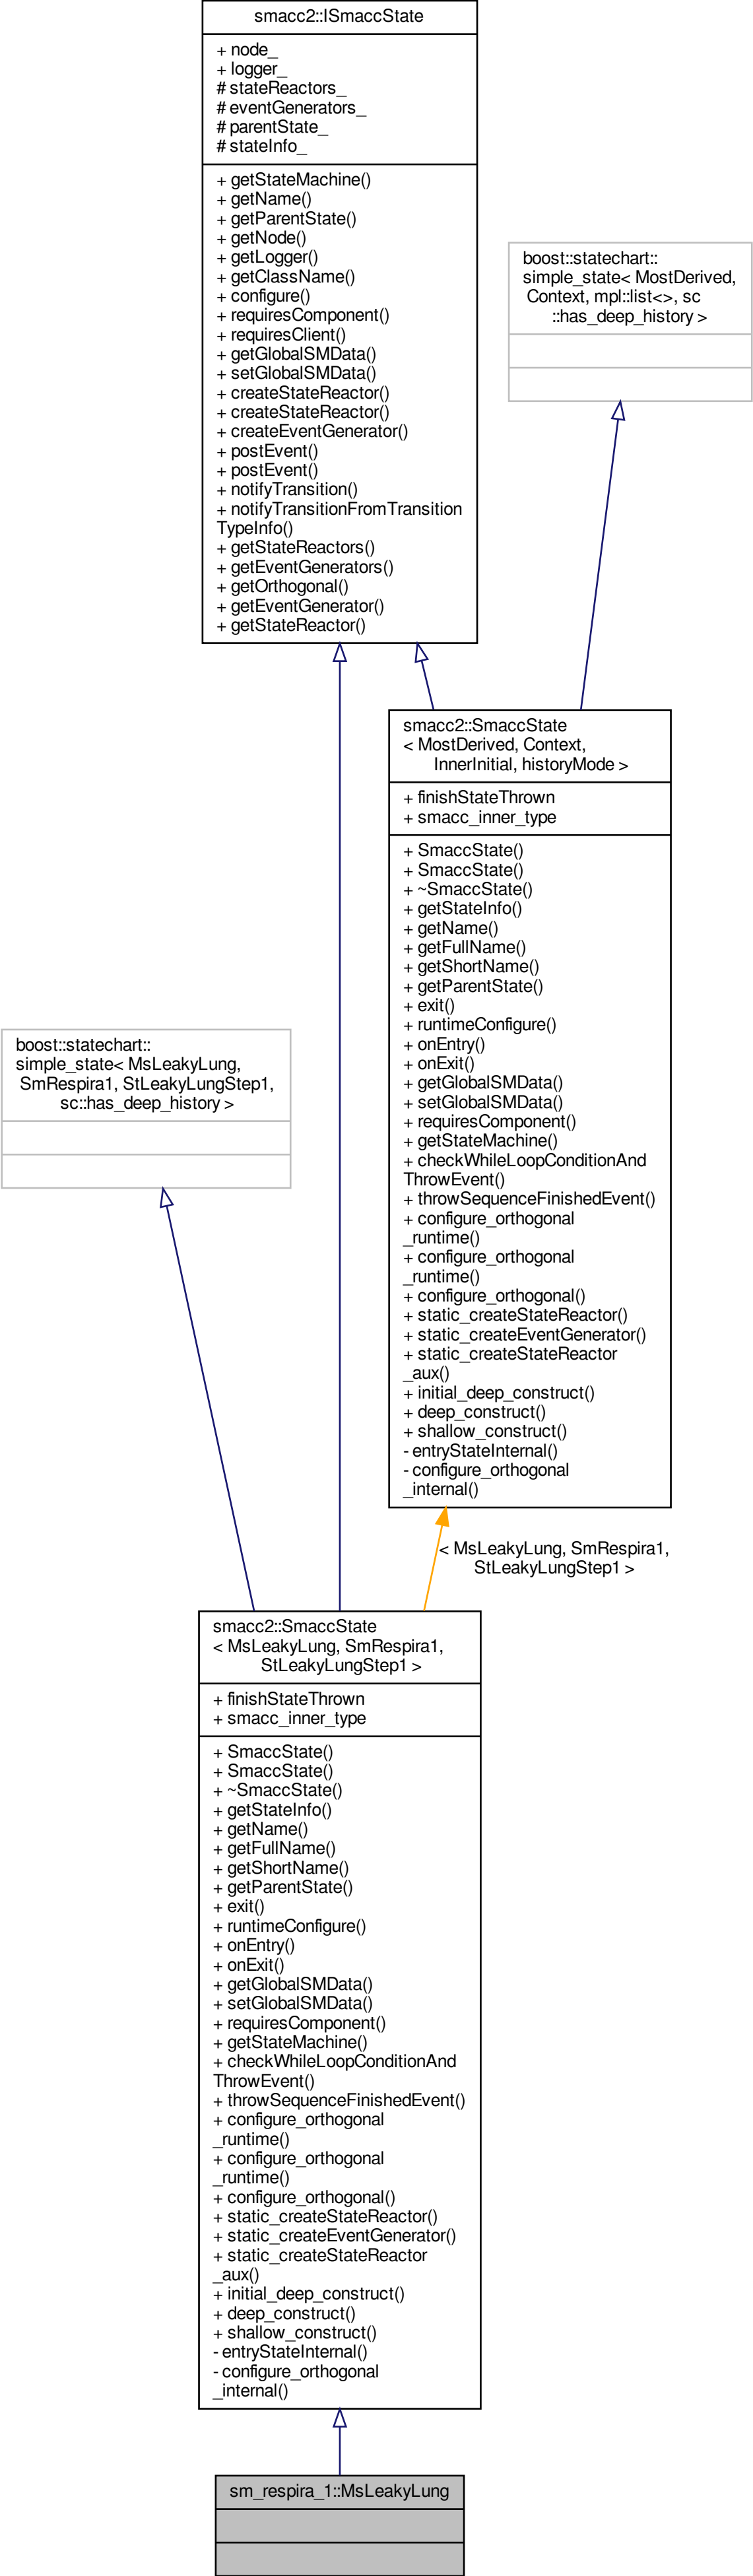 smacc2::ISmaccState
+ node_
+ logger_
# stateReactors_
# eventGenerators_
# parentState_
# stateInfo_
+ getStateMachine()
+ getName()
+ getParentState()
+ getNode()
+ getLogger()
+ getClassName()
+ configure()
+ requiresComponent()
+ requiresClient()
+ getGlobalSMData()
+ setGlobalSMData()
+ createStateReactor()
+ createStateReactor()
+ createEventGenerator()
+ postEvent()
+ postEvent()
+ notifyTransition()
+ notifyTransitionFromTransition
TypeInfo()
+ getStateReactors()
+ getEventGenerators()
+ getOrthogonal()
+ getEventGenerator()
+ getStateReactor()
boost::statechart::
simple_state< MostDerived,
Context, mpl::list<>, sc
::has_deep_history >
smacc2::SmaccState
< MostDerived, Context,
InnerInitial, historyMode >
+ finishStateThrown
+ smacc_inner_type
+ SmaccState()
+ SmaccState()
+ ~SmaccState()
+ getStateInfo()
+ getName()
+ getFullName()
+ getShortName()
+ getParentState()
+ exit()
+ runtimeConfigure()
+ onEntry()
+ onExit()
+ getGlobalSMData()
+ setGlobalSMData()
+ requiresComponent()
+ getStateMachine()
+ checkWhileLoopConditionAnd
ThrowEvent()
+ throwSequenceFinishedEvent()
+ configure_orthogonal
_runtime()
+ configure_orthogonal
_runtime()
+ configure_orthogonal()
+ static_createStateReactor()
+ static_createEventGenerator()
+ static_createStateReactor
_aux()
+ initial_deep_construct()
+ deep_construct()
+ shallow_construct()
- entryStateInternal()
- configure_orthogonal
_internal()
boost::statechart::
simple_state< MsLeakyLung,
SmRespira1, StLeakyLungStep1,
sc::has_deep_history >
< MsLeakyLung, SmRespira1,
StLeakyLungStep1 >
smacc2::SmaccState
< MsLeakyLung, SmRespira1,
StLeakyLungStep1 >
+ finishStateThrown
+ smacc_inner_type
+ SmaccState()
+ SmaccState()
+ ~SmaccState()
+ getStateInfo()
+ getName()
+ getFullName()
+ getShortName()
+ getParentState()
+ exit()
+ runtimeConfigure()
+ onEntry()
+ onExit()
+ getGlobalSMData()
+ setGlobalSMData()
+ requiresComponent()
+ getStateMachine()
+ checkWhileLoopConditionAnd
ThrowEvent()
+ throwSequenceFinishedEvent()
+ configure_orthogonal
_runtime()
+ configure_orthogonal
_runtime()
+ configure_orthogonal()
+ static_createStateReactor()
+ static_createEventGenerator()
+ static_createStateReactor
_aux()
+ initial_deep_construct()
+ deep_construct()
+ shallow_construct()
- entryStateInternal()
- configure_orthogonal
_internal()
sm_respira_1::MsLeakyLung